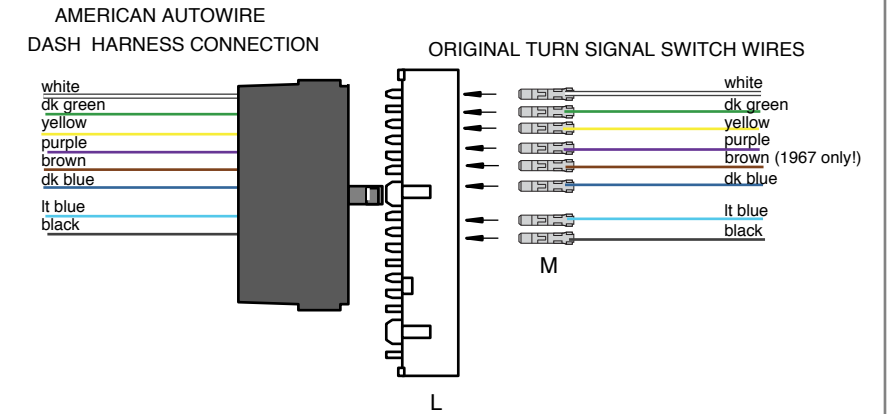 AMERICAN AUTOWIRE
DASH HARNESS CONNECTION
ORIGINAL TURN SIGNAL SWITCH WIRES
white
dk green
yellow
purple
brown
dk blue
lt blue
black
white
dk green
yellow
purple
brown (1967 only!)
dk blue
lt blue
black
M
L